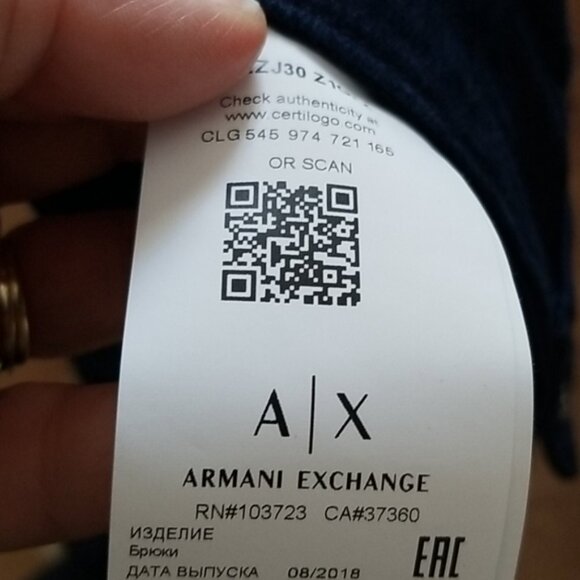 ZJ30
Check authenticity at
www.certilogo.com
CLG 545 974 721 165
OR SCAN
A|X
ARMANI EXCHANGE
RN#103723 CA#37360
ИЗДЕЛИЕ
Брюки
ДАТА ВЫПУСКА 08/2018
EAC